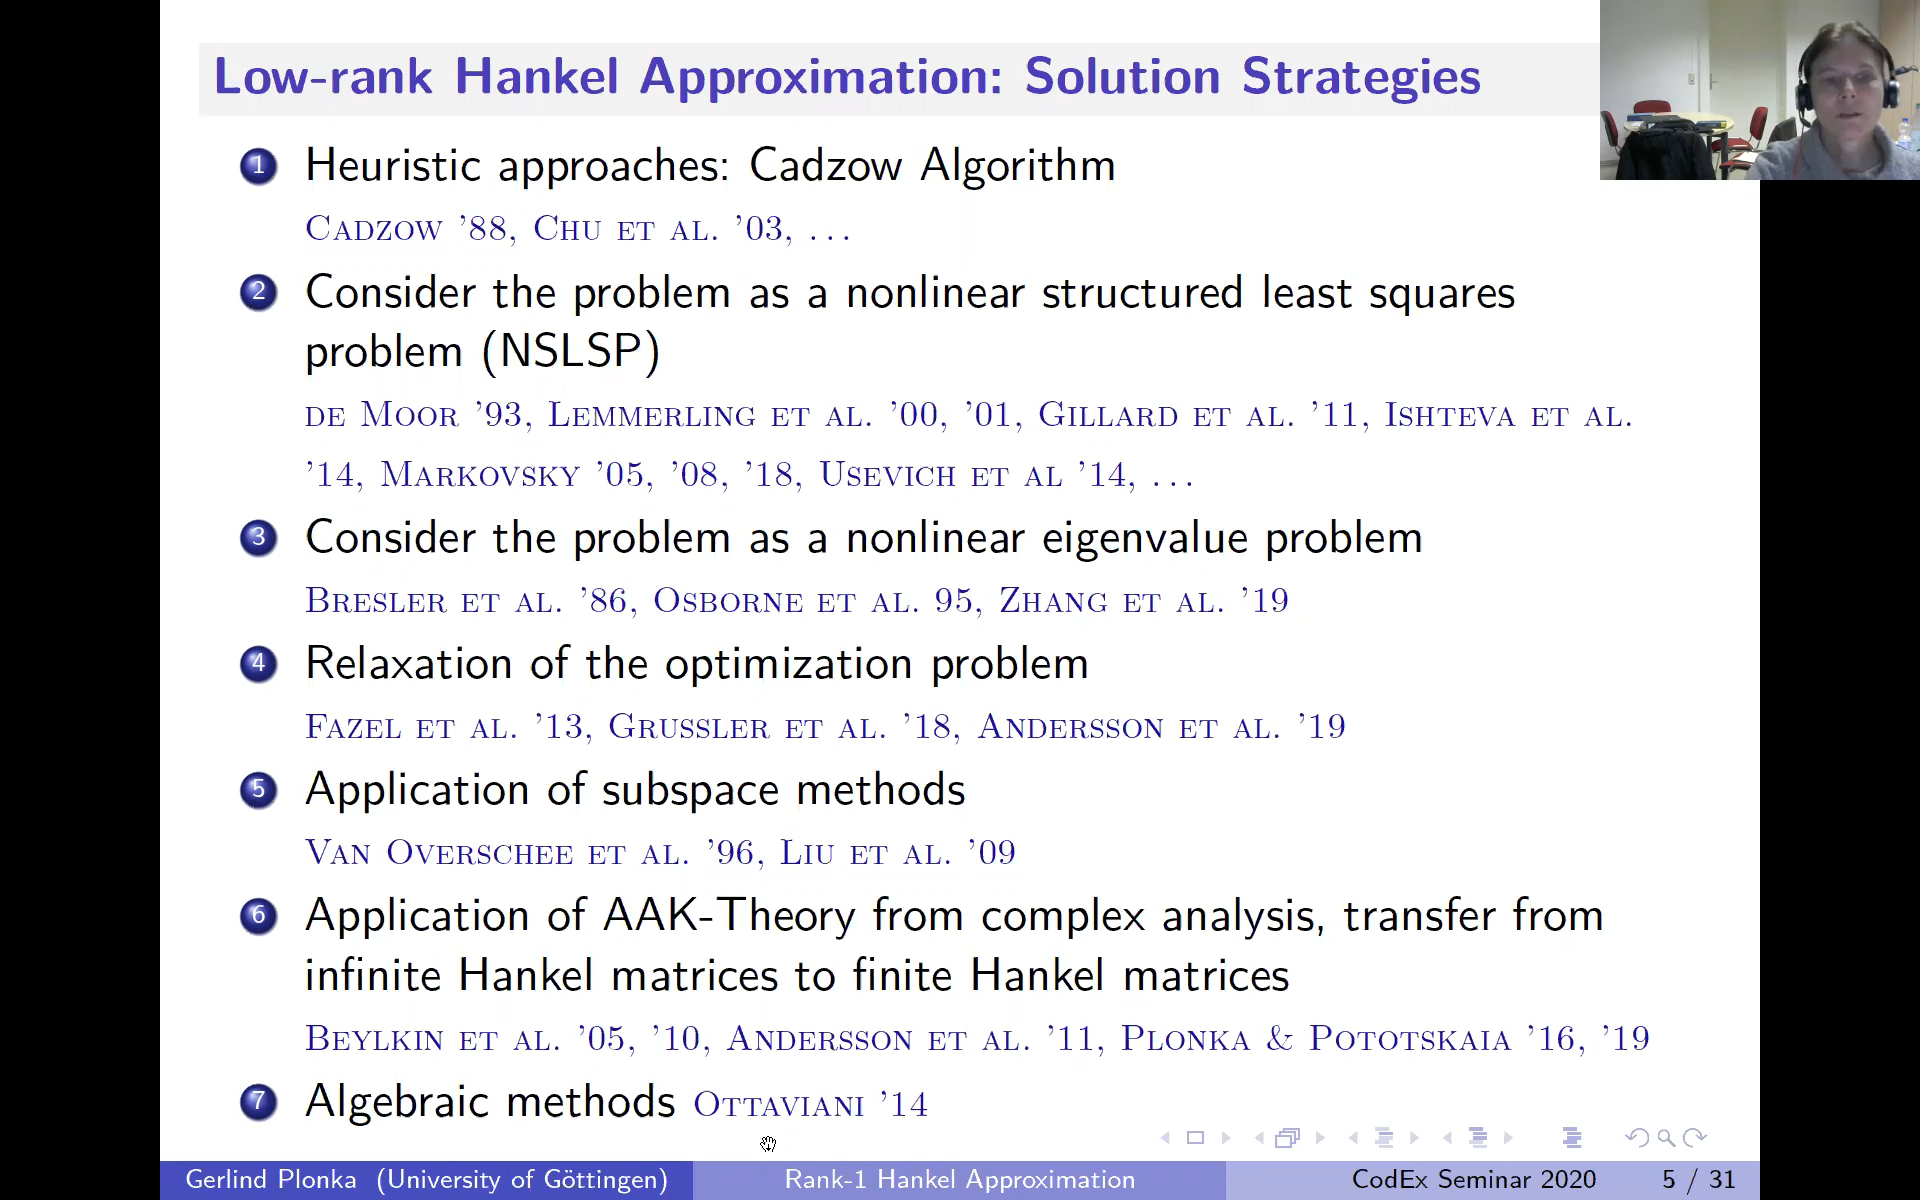 Low-rank Hankel Approximation: Solution Strategies
1 Heuristic approaches: Cadzow Algorithm
Cadzow ’88, Chu et al. ’03, . . .
2 Consider the problem as a nonlinear structured least squares
problem (NSLSP)
de Moor ’93, Lemmerling et al. ’00, ’01, Gillard et al. ’11, Ishteva et al.
’14, Markovsky ’05, ’08, ’18, Usevich et al ’14, . . .
3 Consider the problem as a nonlinear eigenvalue problem
Bresler et al. ’86, Osborne et al. 95, Zhang et al. ’19
4 Relaxation of the optimization problem
Fazel et al. ’13, Grussler et al. ’18, Andersson et al. ’19
5 Application of subspace methods
Van Overschee et al. ’96, Liu et al. ’09
6 Application of AAK-Theory from complex analysis, transfer from
infinite Hankel matrices to finite Hankel matrices
Beylkin et al. ’05, ’10, Andersson et al. ’11, Plonka & Pototskaia ’16, ’19
7 Algebraic methods Ottaviani ’14
Gerlind Plonka (University of Göttingen) Rank-1 Hankel Approximation CodEx Seminar 2020 5 / 31